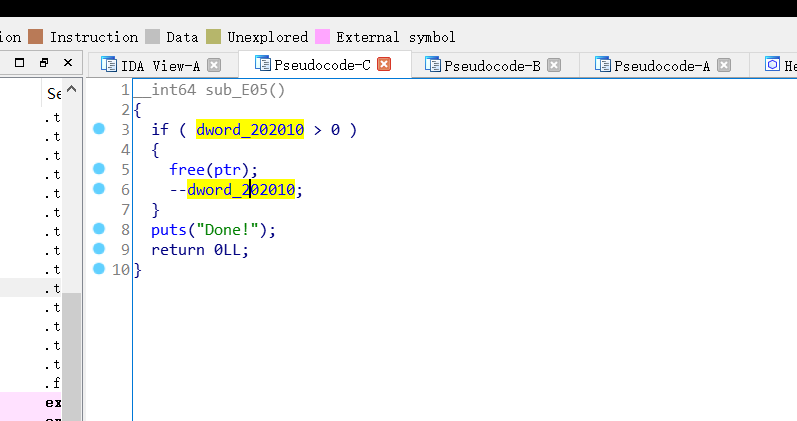 ion Instruction Data Unexplored External symbol
IDA View-A Pseudocode-C Pseudocode-B Pseudocode-A He
Se
1 __int64 sub_E05()
2 {
3 if ( dword_202010 > 0 )
4 {
5 free(ptr);
6 --dword_202010;
7 }
8 puts("Done!");
9 return 0LL;
10 }
.t
.t
.t
.t
.t
.t
.t
.t
.t
.t
.t
.t
.t
.t
.f
ex